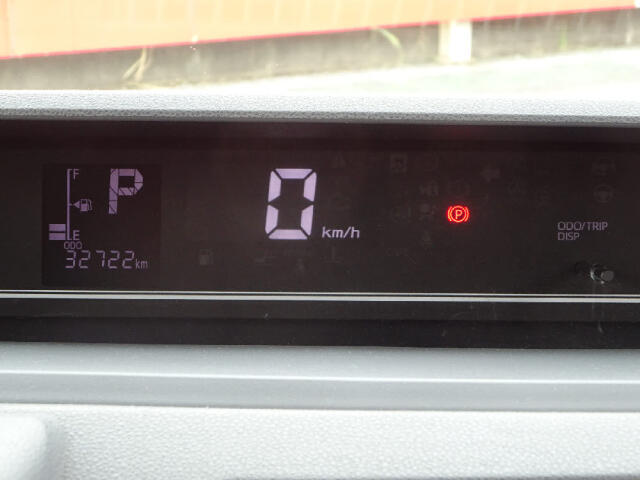 F
P
E
ODO
32722km
0
km/h
(P)
ODO/TRIP
DISP